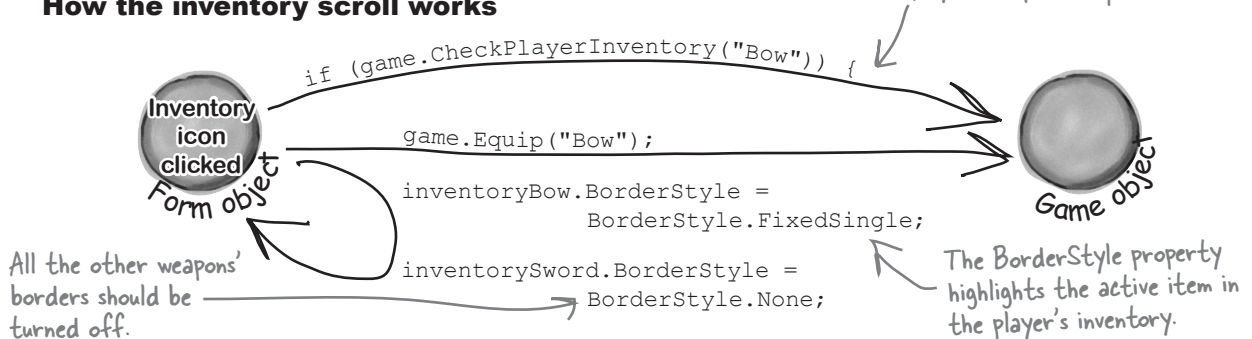 How the inventory scroll works
if (game.CheckPlayerInventory("Bow")) {
Inventory
icon
clicked
Form object
game.Equip("Bow");
Game object
inventoryBow.BorderStyle =
BorderStyle.FixedSingle;
inventorySword.BorderStyle =
BorderStyle.None;
All the other weapons'
borders should be
turned off.
The BorderStyle property
highlights the active item in
the player's inventory.